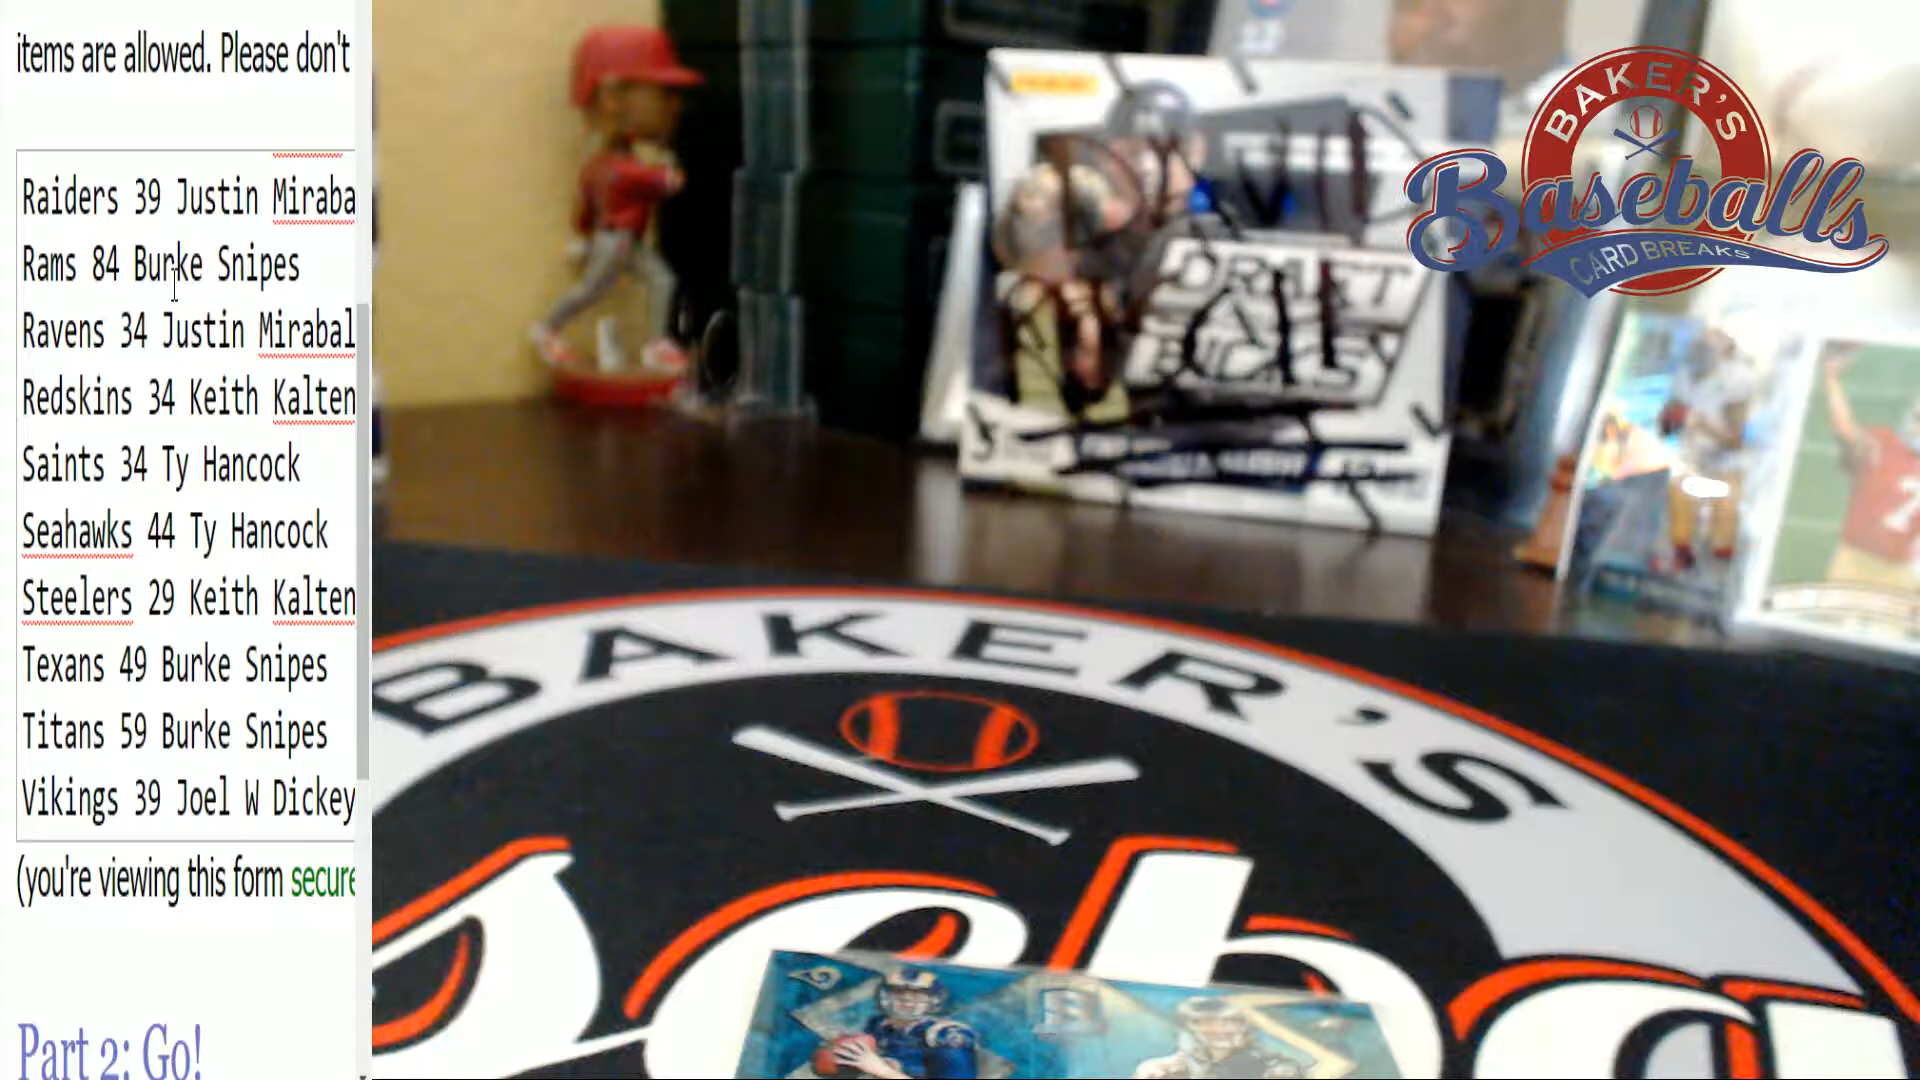 items are allowed. Please don't
Raiders 39 Justin Miraba
Rams 84 Burke Snipes
Ravens 34 Justin Mirabal
Redskins 34 Keith Kalten
Saints 34 Ty Hancock
Seahawks 44 Ty Hancock
Steelers 29 Keith Kalten
Texans 49 Burke Snipes
Titans 59 Burke Snipes
Vikings 39 Joel W Dickey
(you're viewing this form secure
Part 2: Go!
BAKER'S
Baseballs
CARD BREAKS
PANINI
DRAFT
PICKS
BAKER'S